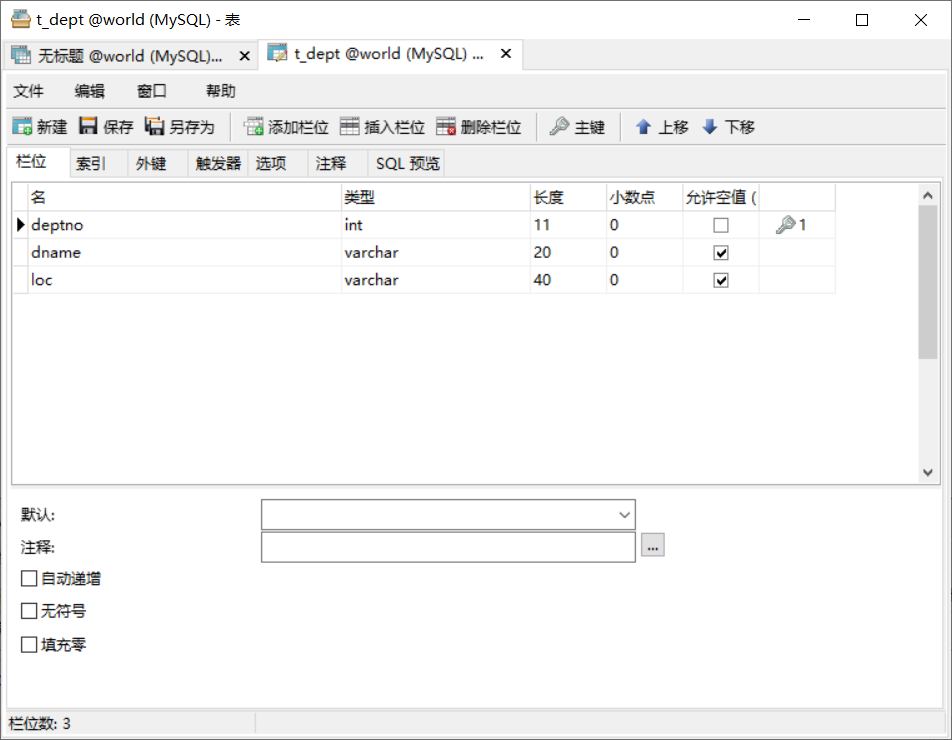 t_dept @world (MySQL) - 表
无标题 @world (MySQL)... t_dept @world (MySQL) ...
文件 编辑 窗口 帮助
新建 保存 另存为 添加栏位 插入栏位 删除栏位 主键 上移 下移
栏位 索引 外键 触发器 选项 注释 SQL 预览
名 类型 长度 小数点 允许空值 (
deptno int 11 0 1
dname varchar 20 0
loc varchar 40 0
默认:
注释: ...
自动递增
无符号
填充零
栏位数: 3